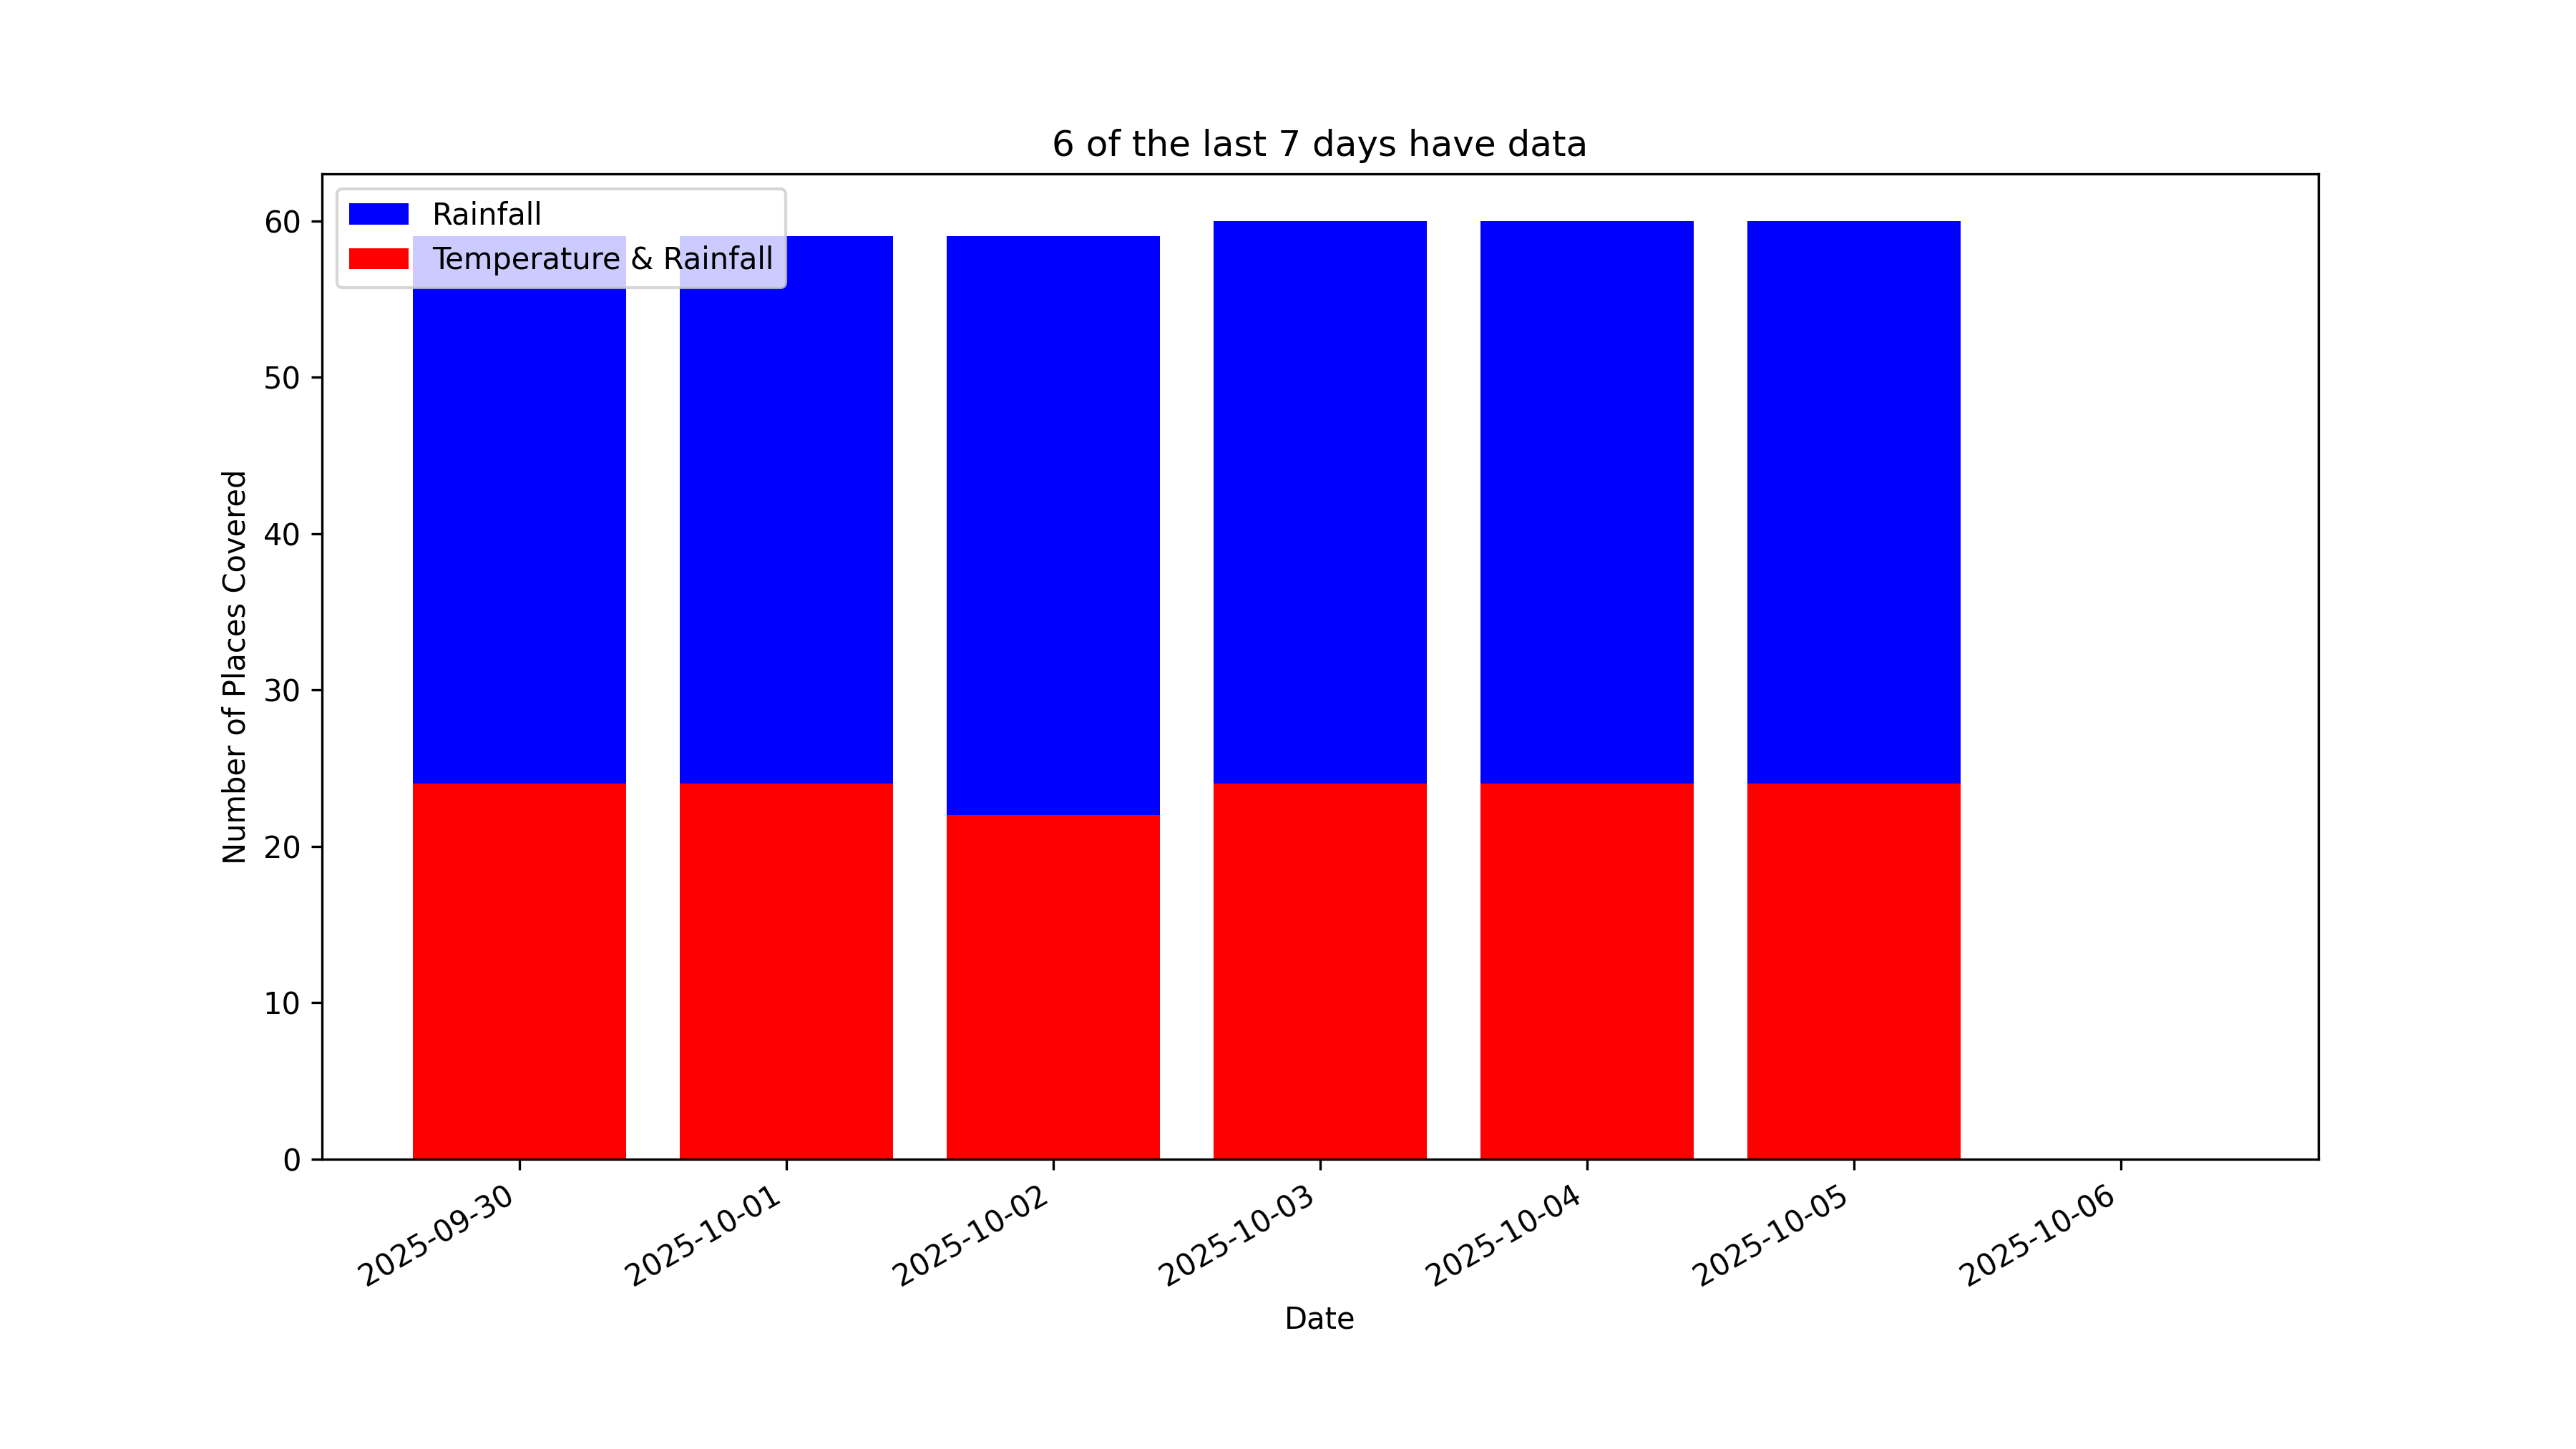 6 of the last 7 days have data
Rainfall
Temperature & Rainfall
Number of Places Covered
60
50
40
30
20
10
0
2025-09-30
2025-10-01
2025-10-02
2025-10-03
2025-10-04
2025-10-05
2025-10-06
Date